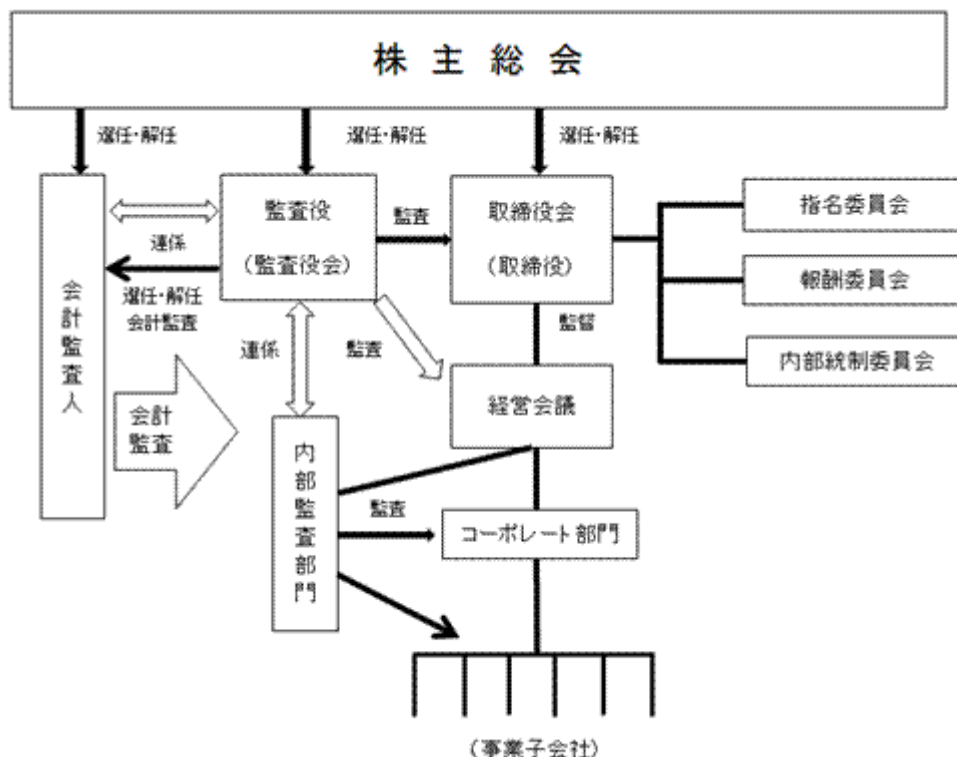 株主総会
選任・解任
選任・解任
選任・解任
監査役
(監査役会)
監査
取締役会
(取締役)
指名委員会
報酬委員会
内部統制委員会
連係
選任・解任
会計監査
会計監査人
連係
監査
監督
経営会議
会計
監査
内部監査部門
監査
コーポレート部門
(事業子会社)